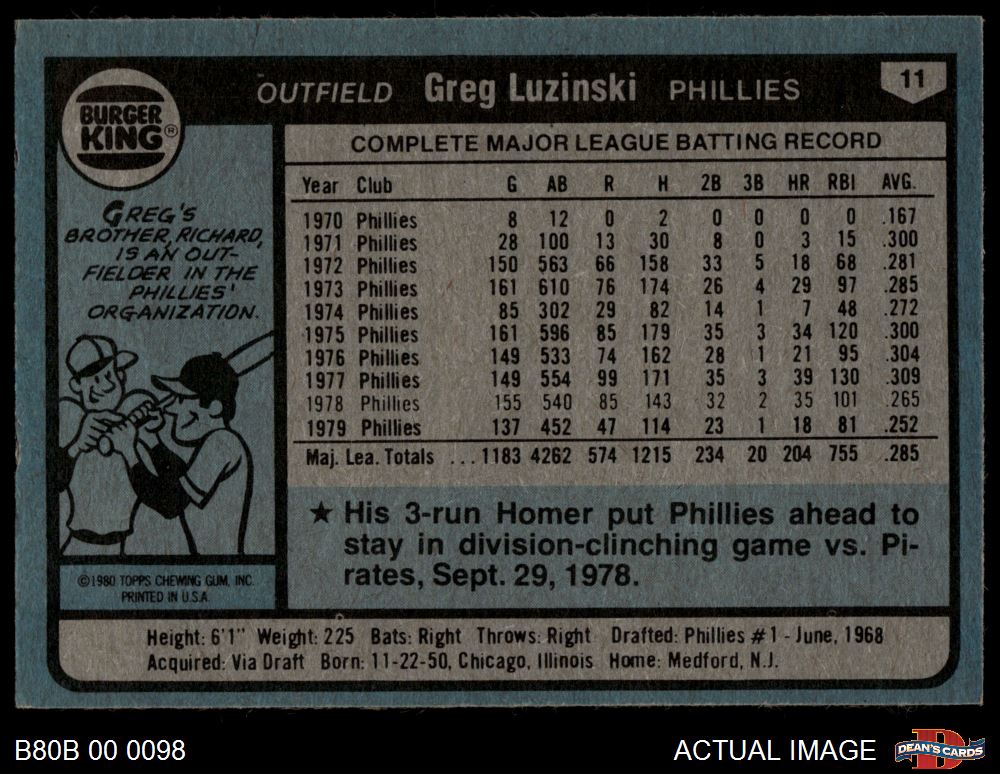 OUTFIELD Greg Luzinski PHILLIES 11
BURGER
KING®
GREG'S
BROTHER, RICHARD,
IS AN OUT-
FIELDER IN THE
PHILLIES'
ORGANIZATION.
©1980 TOPPS CHEWING GUM, INC.
PRINTED IN U.S.A.
COMPLETE MAJOR LEAGUE BATTING RECORD
Year Club G AB R H 2B 3B HR RBI AVG.
1970 Phillies 8 12 0 2 0 0 0 0 .167
1971 Phillies 28 100 13 30 8 0 3 15 .300
1972 Phillies 150 563 66 158 33 5 18 68 .281
1973 Phillies 161 610 76 174 26 4 29 97 .285
1974 Phillies 85 302 29 82 14 1 7 48 .272
1975 Phillies 161 596 85 179 35 3 34 120 .300
1976 Phillies 149 533 74 162 28 1 21 95 .304
1977 Phillies 149 554 99 171 35 3 39 130 .309
1978 Phillies 155 540 85 143 32 2 35 101 .265
1979 Phillies 137 452 47 114 23 1 18 81 .252
Maj. Lea. Totals ...1183 4262 574 1215 234 20 204 755 .285
★ His 3-run Homer put Phillies ahead to
stay in division-clinching game vs. Pi-
rates, Sept. 29, 1978.
Height: 6'1" Weight: 225 Bats: Right Throws: Right Drafted: Phillies #1 - June, 1968
Acquired: Via Draft Born: 11-22-50, Chicago, Illinois Home: Medford, N.J.
B80B 00 0098 ACTUAL IMAGE DEAN'S CARDS